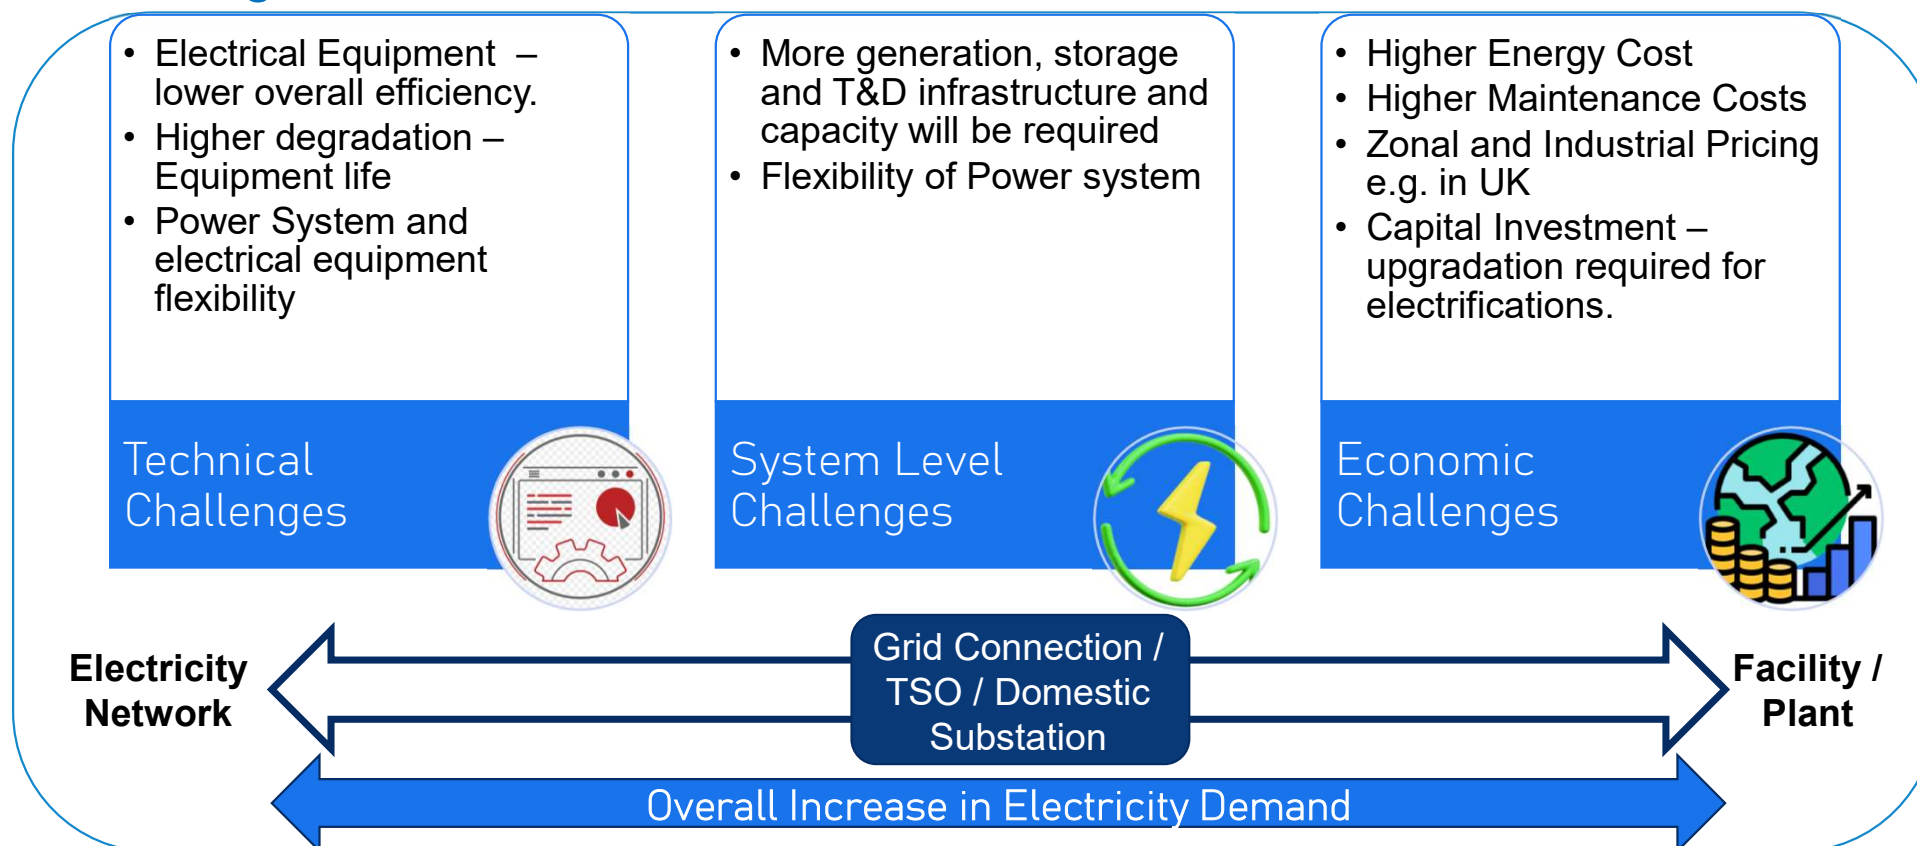 • Electrical Equipment –
lower overall efficiency.
• Higher degradation –
Equipment life
• Power System and
electrical equipment
flexibility
Technical
Challenges
• More generation, storage
and T&D infrastructure and
capacity will be required
• Flexibility of Power system
System Level
Challenges
• Higher Energy Cost
• Higher Maintenance Costs
• Zonal and Industrial Pricing
e.g. in UK
• Capital Investment –
upgradation required for
electrifications.
Economic
Challenges
Electricity
Network
Grid Connection /
TSO / Domestic
Substation
Facility /
Plant
Overall Increase in Electricity Demand